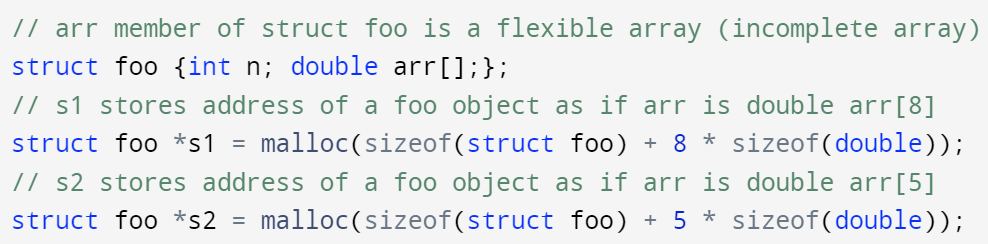 // arr member of struct foo is a flexible array (incomplete array)
struct foo {int n; double arr[];};
// s1 stores address of a foo object as if arr is double arr[8]
struct foo *s1 = malloc(sizeof(struct foo) + 8 * sizeof(double));
// s2 stores address of a foo object as if arr is double arr[5]
struct foo *s2 = malloc(sizeof(struct foo) + 5 * sizeof(double));